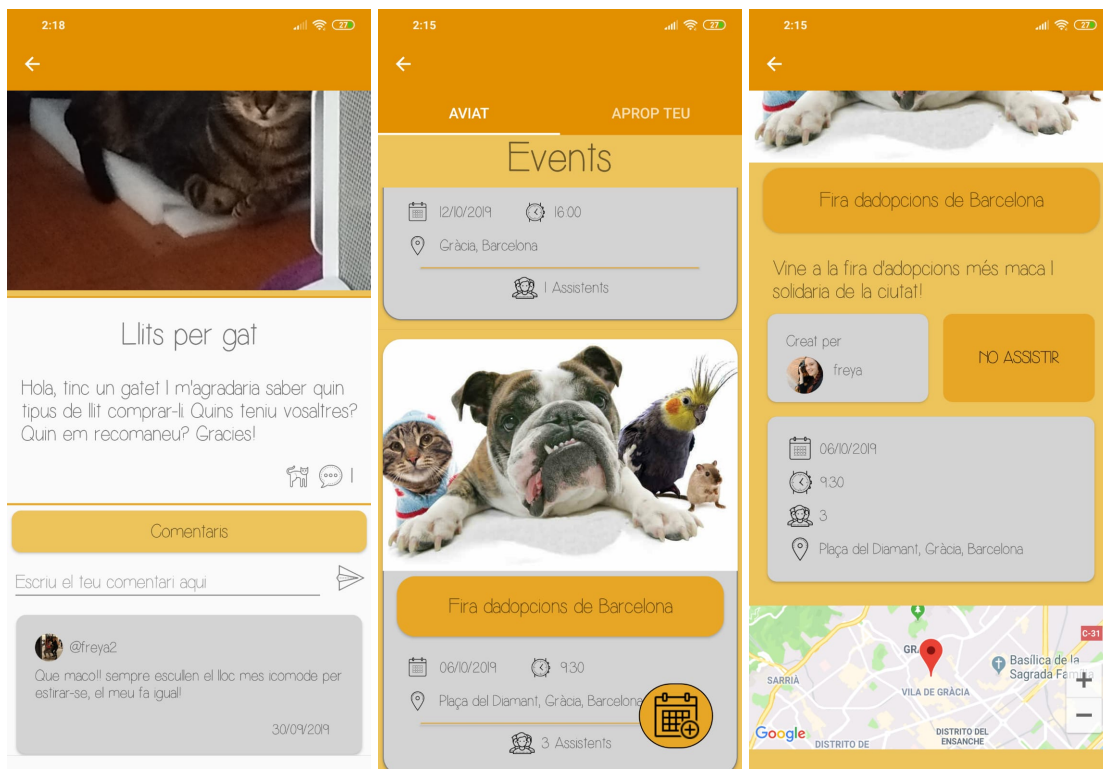 2:18
27
Llits per gat
Hola, tinc un gatet I m'agradaria saber quin
tipus de llit comprar-li. Quins teniu vosaltres?
Quin em recomaneu? Gracies!
1
Comentaris
Escriu el teu comentari aqui
@freya2
Que maco!! sempre escullen el lloc mes icomode per
estirar-se, el meu fa igual!
30/09/2019
2:15
27
AVIAT
APROP TEU
Events
12/10/2019
16:00
Gràcia, Barcelona
1 Assistents
Fira dadopcions de Barcelona
06/10/2019
9:30
Plaça del Diamant, Gràcia, Barcelona
3 Assistents
2:15
27
Fira dadopcions de Barcelona
Vine a la fira d'adopcions més maca I
solidaria de la ciutat!
Creat per
freya
NO ASSISTIR
06/10/2019
9:30
3
Plaça del Diamant, Gràcia, Barcelona
C-31
GR
Basílica de la
Sagrada Família
SARRIÀ
VILA DE GRÀCIA
Google
DISTRITO DE
DISTRITO DEL
ENSANCHE